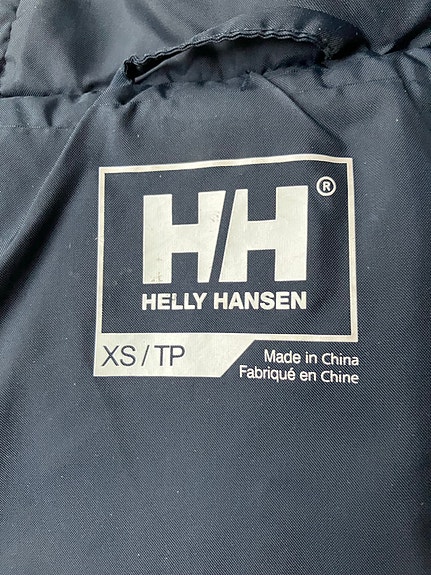 HH®
HELLY HANSEN
XS / TP
Made in China
Fabriqué en Chine